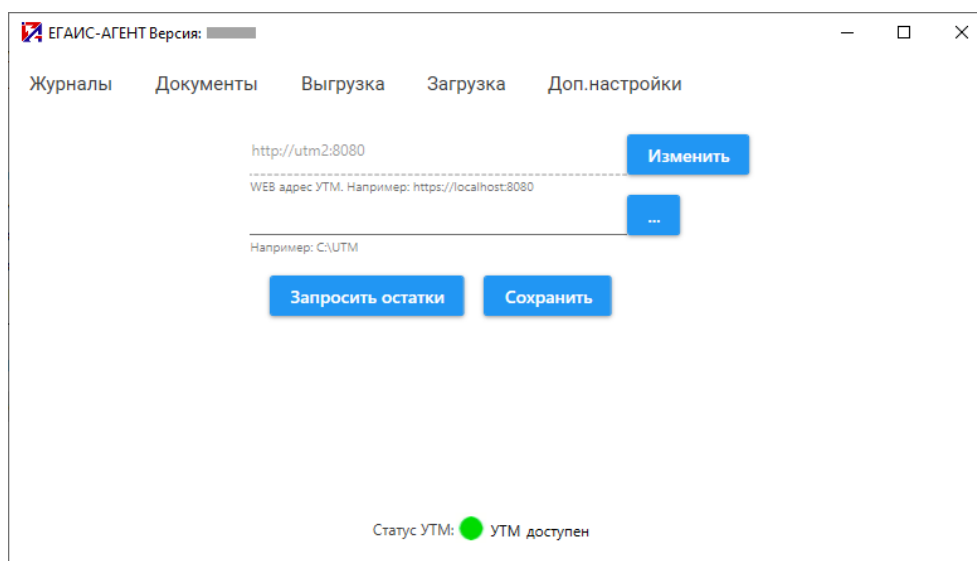 ЕГАИС-АГЕНТ Версия:
Журналы Документы Выгрузка Загрузка Доп.настройки
http://utm2:8080 Изменить
WEB адрес УТМ. Например: https://localhost:8080
...
Например: C:\UTM
Запросить остатки Сохранить
Статус УТМ: УТМ доступен